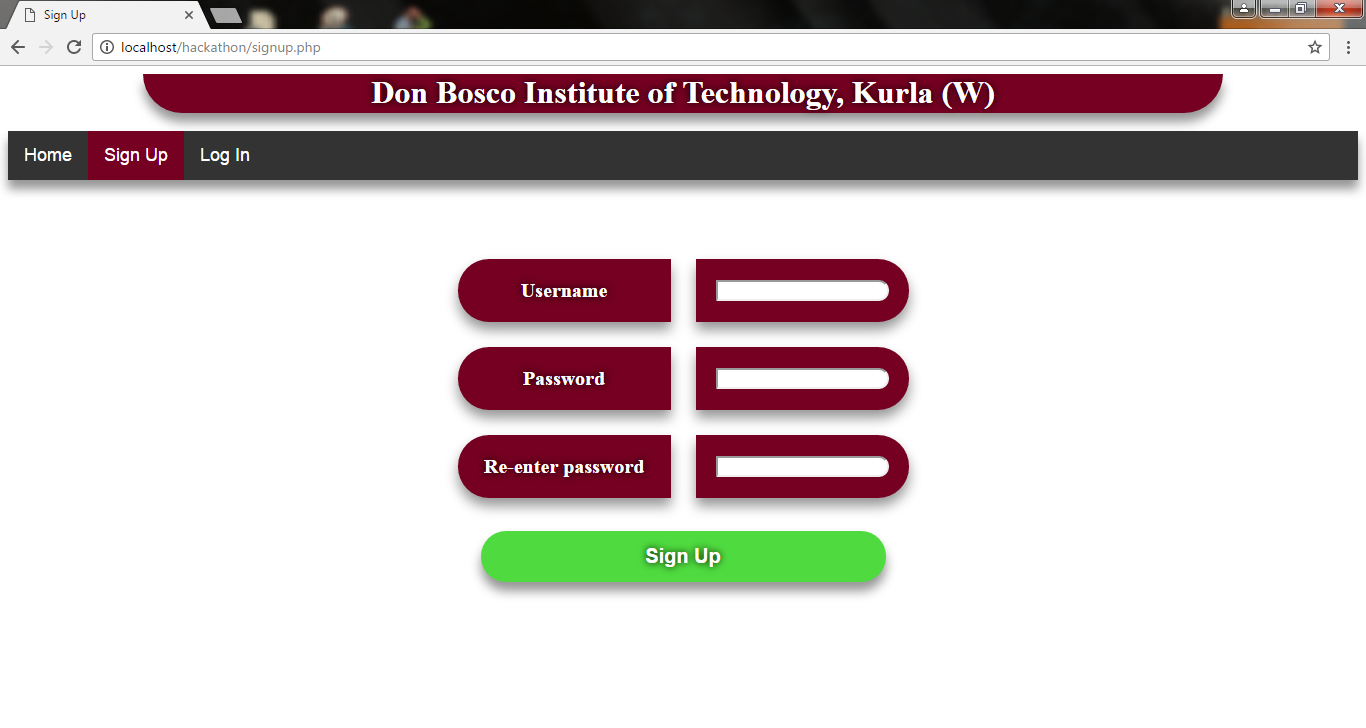 Sign Up
localhost/hackathon/signup.php
Don Bosco Institute of Technology, Kurla (W)
Home Sign Up Log In
Username
Password
Re-enter password
Sign Up